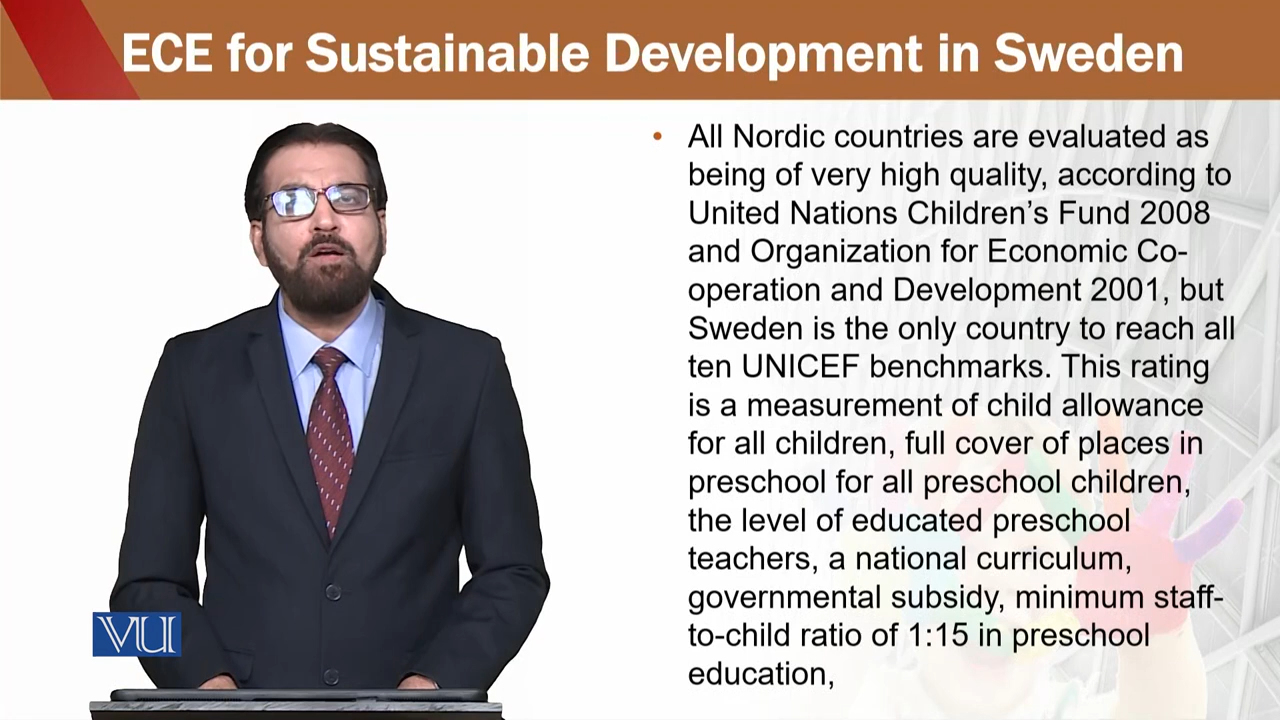 ECE for Sustainable Development in Sweden
• All Nordic countries are evaluated as
being of very high quality, according to
United Nations Children’s Fund 2008
and Organization for Economic Co-
operation and Development 2001, but
Sweden is the only country to reach all
ten UNICEF benchmarks. This rating
is a measurement of child allowance
for all children, full cover of places in
preschool for all preschool children,
the level of educated preschool
teachers, a national curriculum,
governmental subsidy, minimum staff-
to-child ratio of 1:15 in preschool
education,
VU